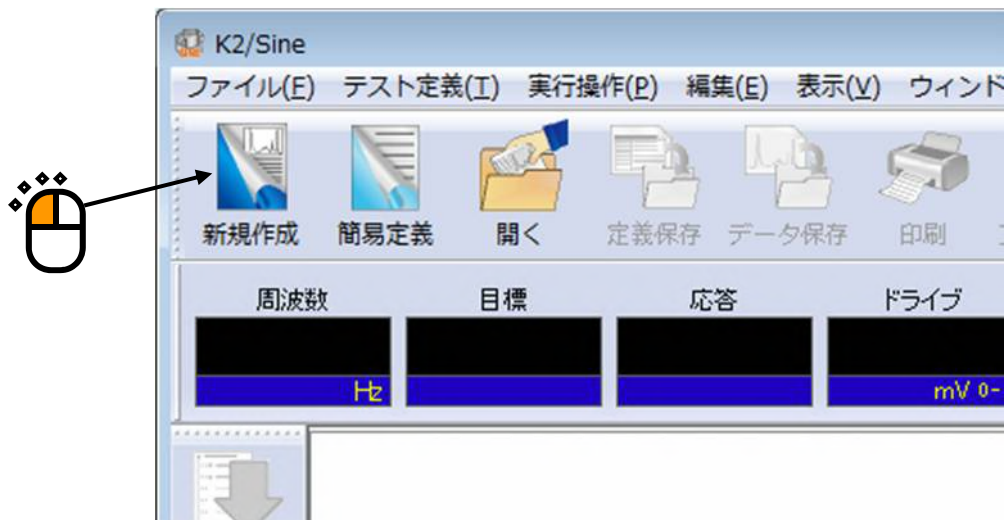 K2/Sine
ファイル(F) テスト定義(T) 実行操作(P) 編集(E) 表示(V) ウィンド
新規作成 簡易定義 開く 定義保存 データ保存 印刷
周波数 目標 応答 ドライブ
Hz mV 0-